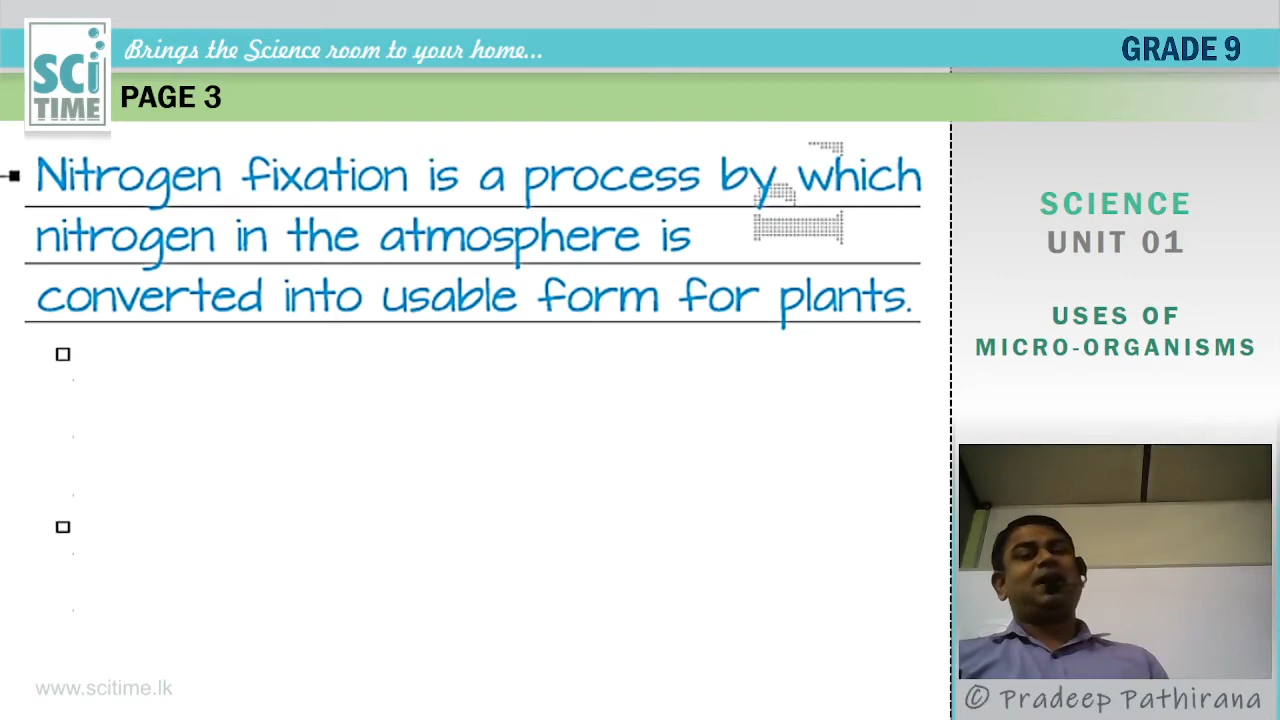 SCi
TIME
Brings the Science room to your home...
GRADE 9
PAGE 3
Nitrogen fixation is a process by which
nitrogen in the atmosphere is
converted into usable form for plants.
SCIENCE
UNIT 01
USES OF
MICRO-ORGANISMS
www.scitime.lk
© Pradeep Pathirana